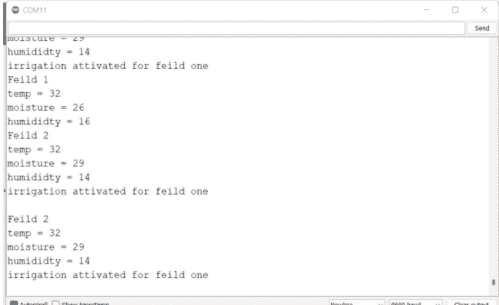 COM11
Send
moisture = 29
humididty = 14
irrigation attivated for feild one
Feild 1
temp = 32
moisture = 26
humididty = 16
Feild 2
temp = 32
moisture = 29
humididty = 14
irrigation attivated for feild one
Feild 2
temp = 32
moisture = 29
humididty = 14
irrigation attivated for feild one
Autoscroll Show timestamp Newline 9600 baud Clear output